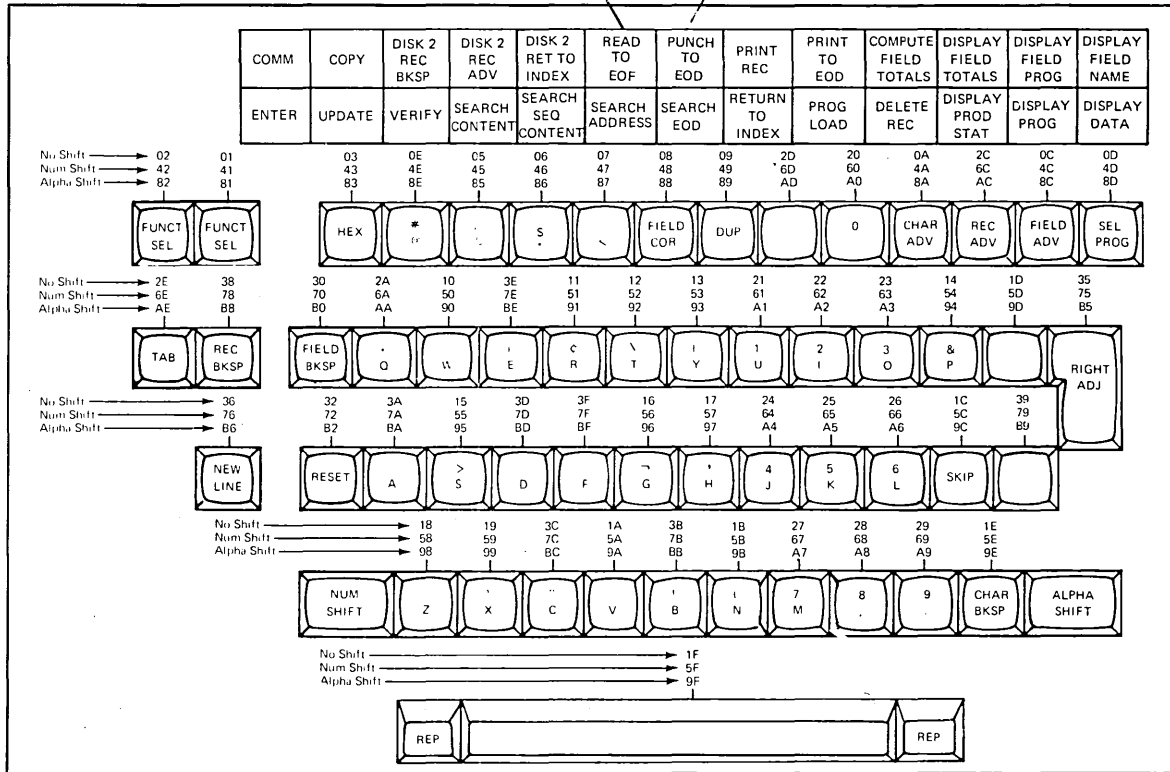 COMM COPY DISK 2 REC BKSP DISK 2 REC ADV DISK 2 RET TO INDEX READ TO EOF PUNCH TO EOD PRINT REC PRINT TO EOD COMPUTE FIELD TOTALS DISPLAY FIELD TOTALS DISPLAY FIELD PROG DISPLAY FIELD NAME
ENTER UPDATE VERIFY SEARCH CONTENT SEARCH SEQ CONTENT SEARCH ADDRESS SEARCH EOD RETURN TO INDEX PROG LOAD DELETE REC DISPLAY PROD STAT DISPLAY PROG DISPLAY DATA
No Shift 02 01 03 0E 05 06 07 08 09 2D 20 0A 2C 0C 0D
Num Shift 42 41 43 4E 45 46 47 48 49 6D 60 4A 6C 4C 4D
Alpha Shift 82 81 83 8E 85 86 87 88 89 AD A0 8A AC 8C 8D
FUNCT SEL FUNCT SEL HEX # @ FIELD COR DUP 0 CHAR ADV REC ADV FIELD ADV SEL PROG
No Shift 2E 38 30 2A 10 3E 11 12 13 21 22 23 14 1D 35
Num Shift 6E 78 70 6A 50 7E 51 52 53 61 62 63 54 5D 75
Alpha Shift AE B8 B0 AA 90 BE 91 92 93 A1 A2 A3 94 9D B5
TAB REC BKSP FIELD BKSP Q W E ¢ R \ T Y 1 U 2 I 3 O & P RIGHT ADJ
No Shift 36 32 3A 15 3D 3F 16 17 24 25 26 1C 39
Num Shift 76 72 7A 55 7D 7F 56 57 64 65 66 5C 79
Alpha Shift B6 B2 BA 95 BD BF 96 97 A4 A5 A6 9C B9
NEW LINE RESET A > S D F ¬ G ' H 4 J 5 K 6 L SKIP
No Shift 18 19 3C 1A 3B 1B 27 28 29 1E
Num Shift 58 59 7C 5A 7B 5B 67 68 69 5E
Alpha Shift 98 99 BC 9A BB 9B A7 A8 A9 9E
NUM SHIFT Z X C V B ( N 7 M 8 , 9 . CHAR BKSP ALPHA SHIFT
No Shift 1F
Num Shift 5F
Alpha Shift 9F
REP REP